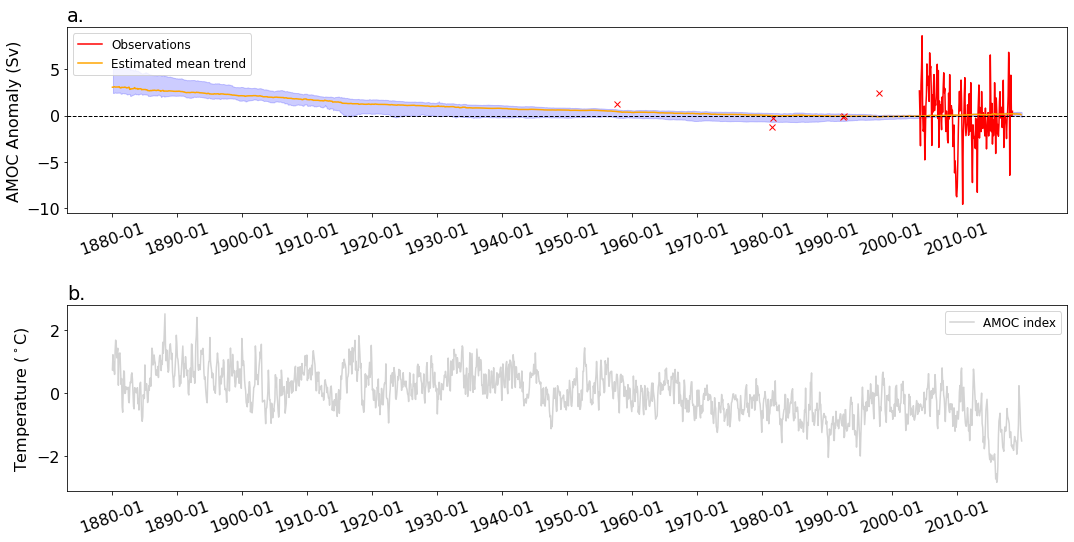 a.
AMOC Anomaly (Sv)
Observations
Estimated mean trend
5
0
−5
−10
1880-01 1890-01 1900-01 1910-01 1920-01 1930-01 1940-01 1950-01 1960-01 1970-01 1980-01 1990-01 2000-01 2010-01
b.
Temperature (°C)
AMOC index
2
0
−2
1880-01 1890-01 1900-01 1910-01 1920-01 1930-01 1940-01 1950-01 1960-01 1970-01 1980-01 1990-01 2000-01 2010-01